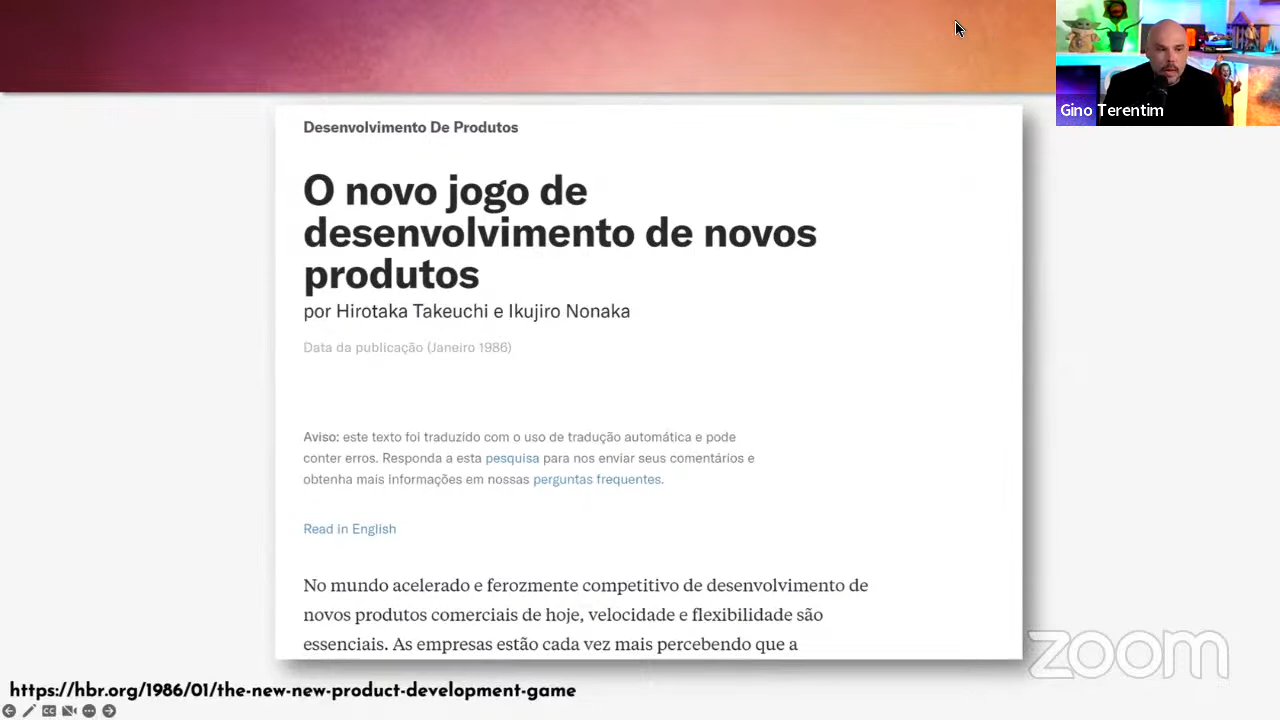 Gino Terentim
Desenvolvimento De Produtos
O novo jogo de
desenvolvimento de novos
produtos
por Hirotaka Takeuchi e Ikujiro Nonaka
Data da publicação (Janeiro 1986)
Aviso: este texto foi traduzido com o uso de tradução automática e pode
conter erros. Responda a esta pesquisa para nos enviar seus comentários e
obtenha mais informações em nossas perguntas frequentes.
Read in English
No mundo acelerado e ferozmente competitivo de desenvolvimento de
novos produtos comerciais de hoje, velocidade e flexibilidade são
essenciais. As empresas estão cada vez mais percebendo que a
zoom
https://hbr.org/1986/01/the-new-new-product-development-game
CC